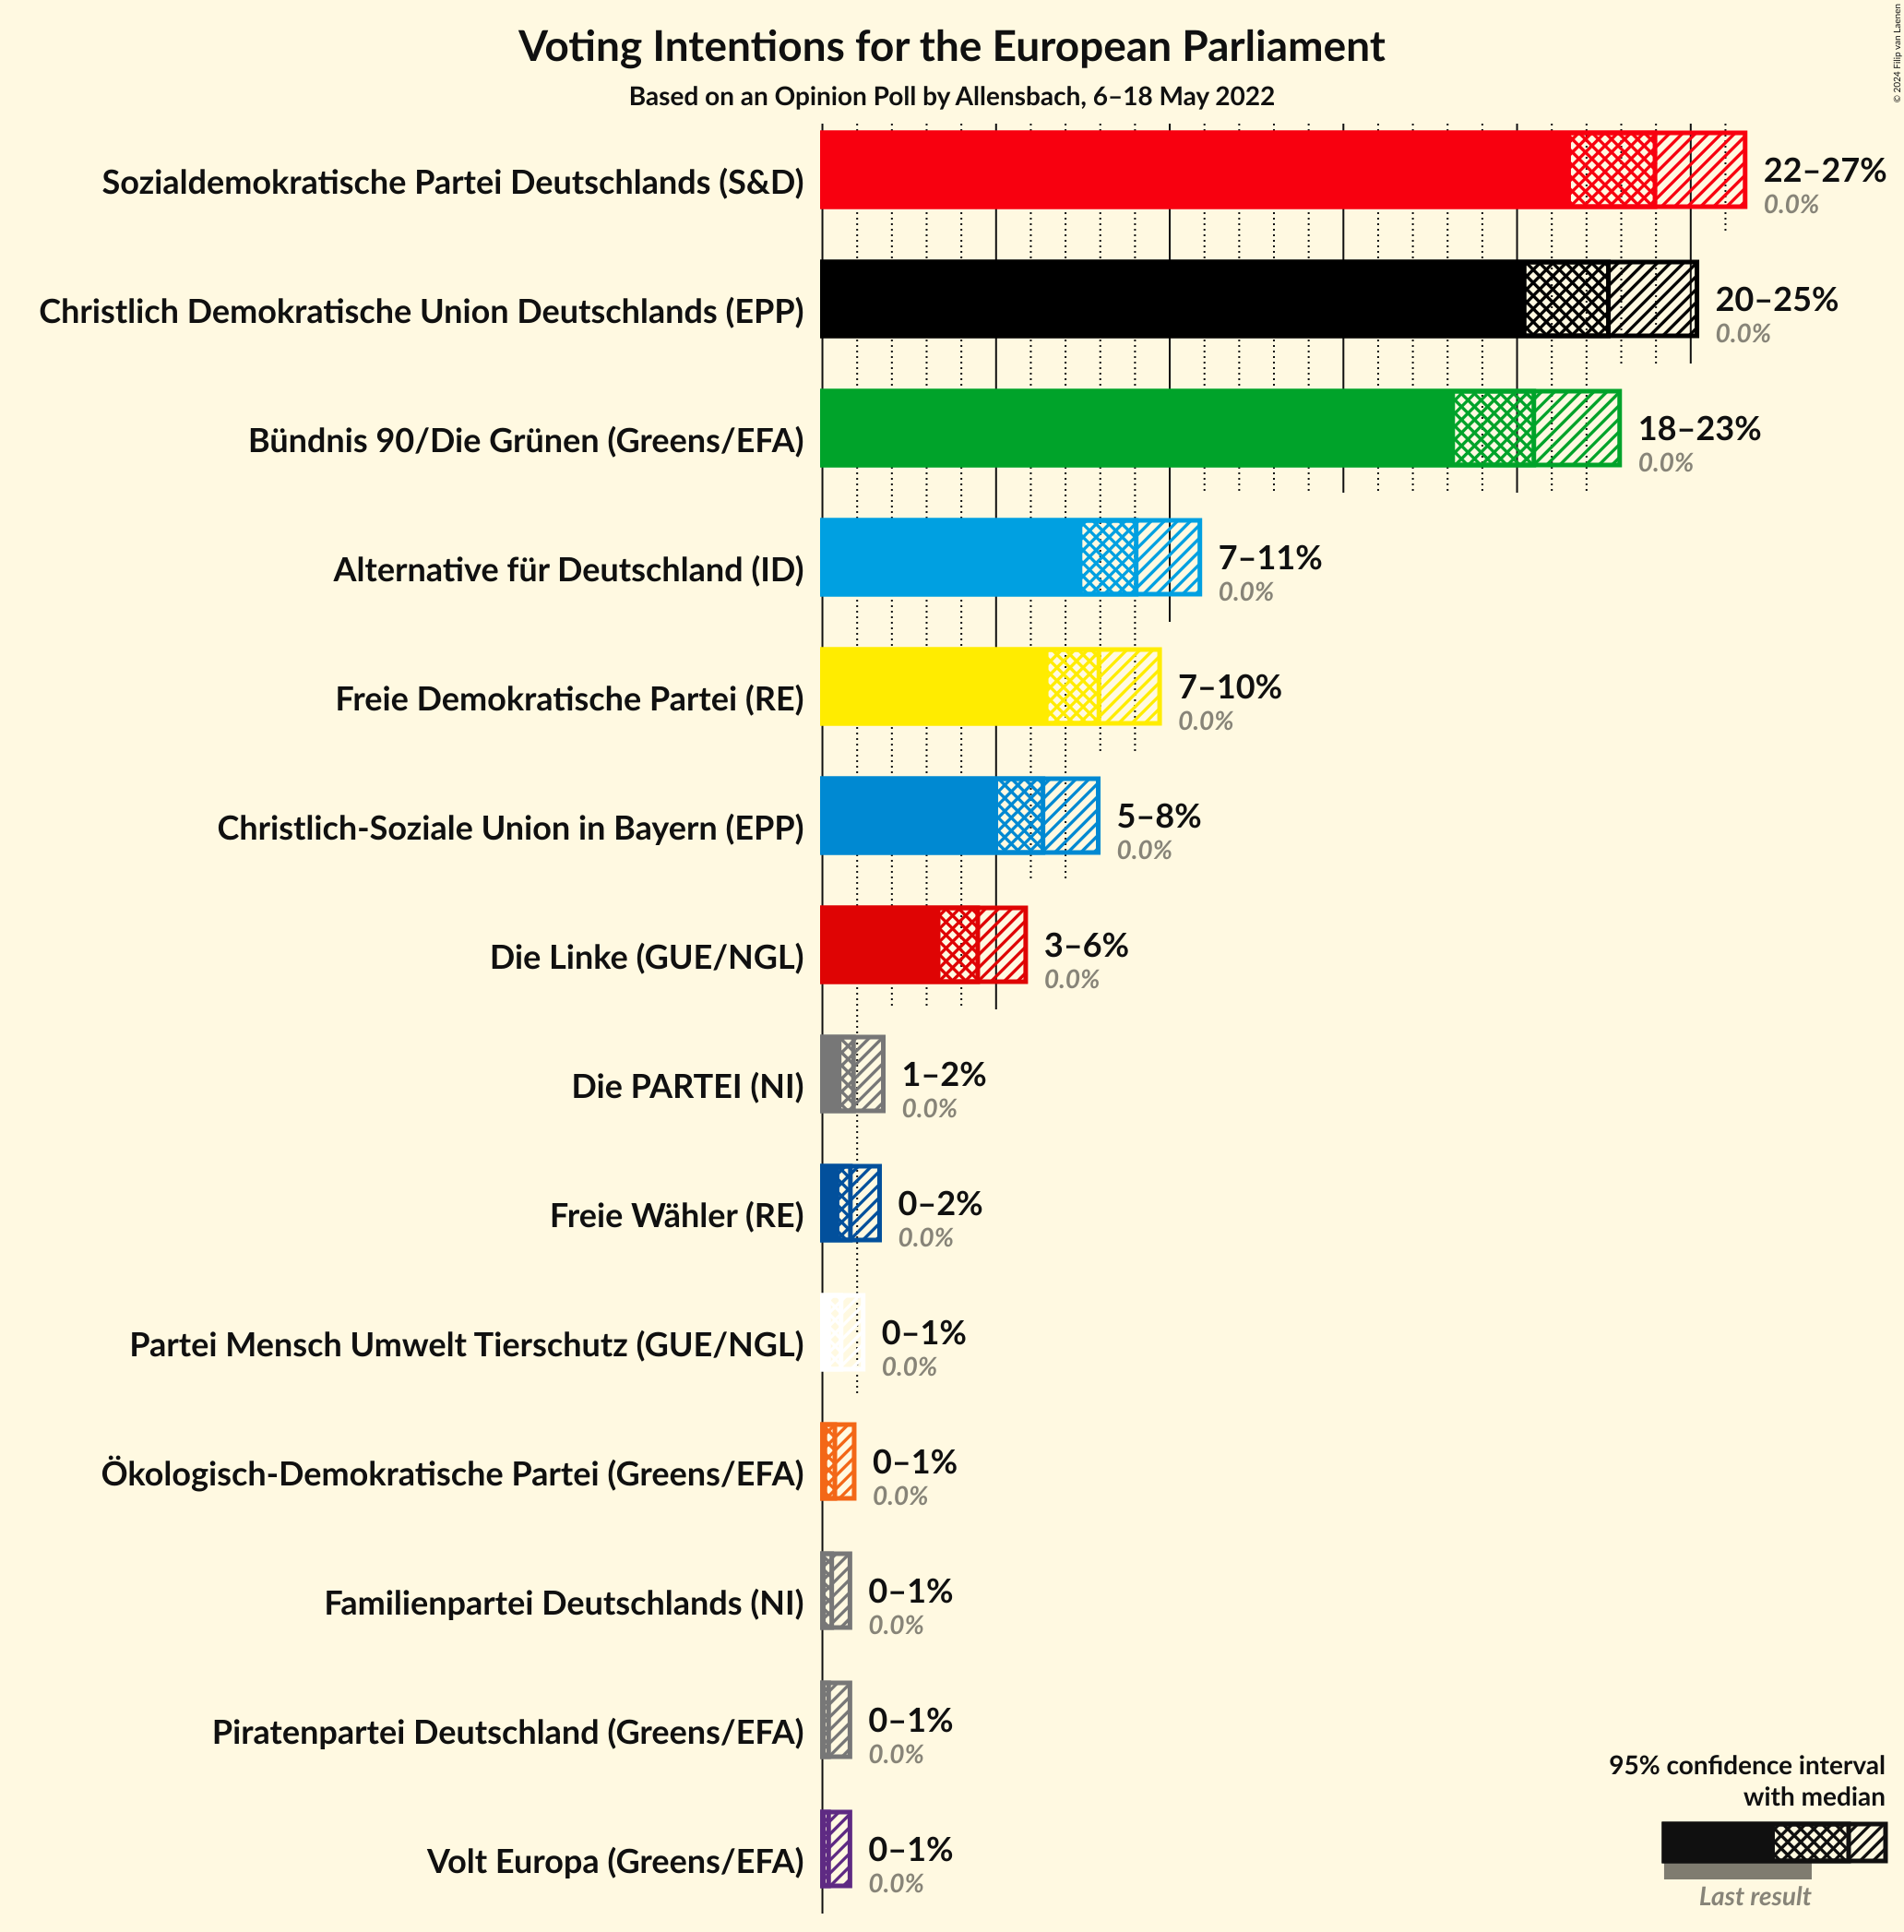 Voting Intentions for the European Parliament
Based on an Opinion Poll by Allensbach, 6–18 May 2022
© 2024 Filip van Laenen
Sozialdemokratische Partei Deutschlands (S&D)
22–27%
0.0%
Christlich Demokratische Union Deutschlands (EPP)
20–25%
0.0%
Bündnis 90/Die Grünen (Greens/EFA)
18–23%
0.0%
Alternative für Deutschland (ID)
7–11%
0.0%
Freie Demokratische Partei (RE)
7–10%
0.0%
Christlich-Soziale Union in Bayern (EPP)
5–8%
0.0%
Die Linke (GUE/NGL)
3–6%
0.0%
Die PARTEI (NI)
1–2%
0.0%
Freie Wähler (RE)
0–2%
0.0%
Partei Mensch Umwelt Tierschutz (GUE/NGL)
0–1%
0.0%
Ökologisch-Demokratische Partei (Greens/EFA)
0–1%
0.0%
Familienpartei Deutschlands (NI)
0–1%
0.0%
Piratenpartei Deutschland (Greens/EFA)
0–1%
0.0%
Volt Europa (Greens/EFA)
0–1%
0.0%
95% confidence interval
with median
Last result